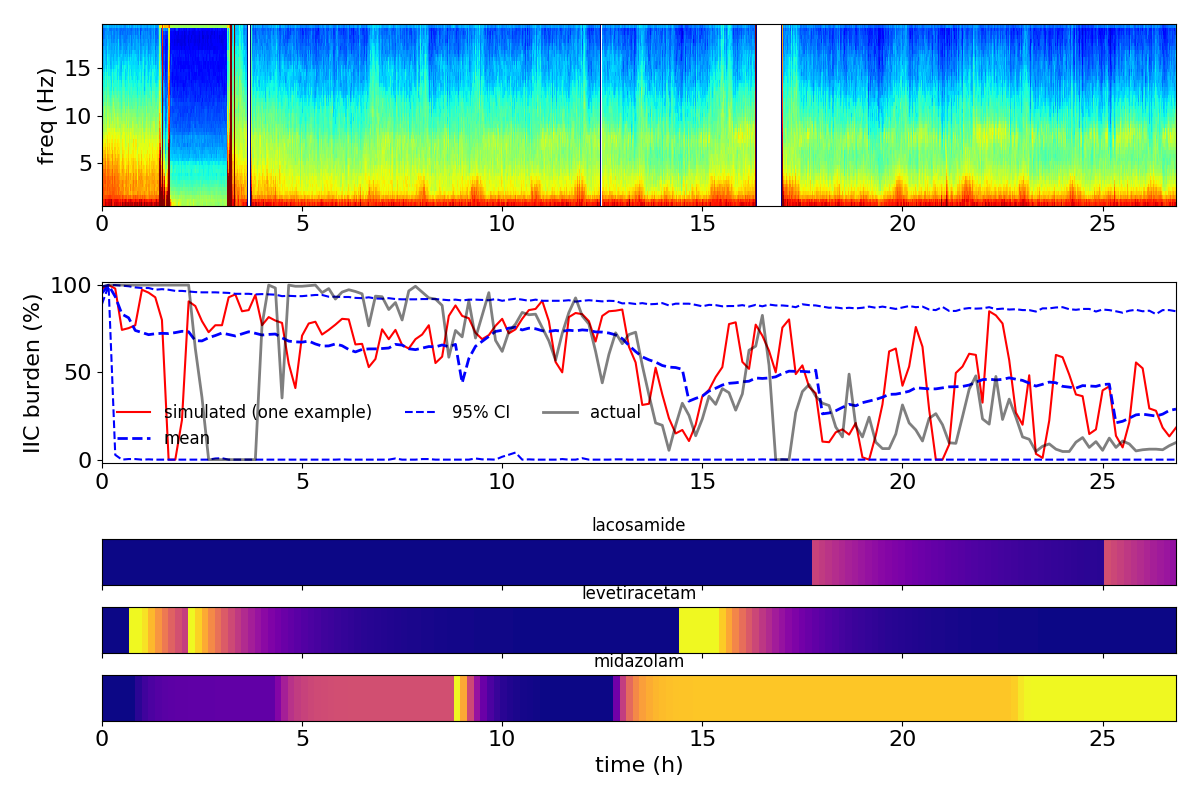 freq (Hz)
15
10
5
0 5 10 15 20 25
IIC burden (%)
100
50
0
simulated (one example) 95% CI actual
mean
0 5 10 15 20 25
lacosamide
levetiracetam
midazolam
0 5 10 15 20 25
time (h)